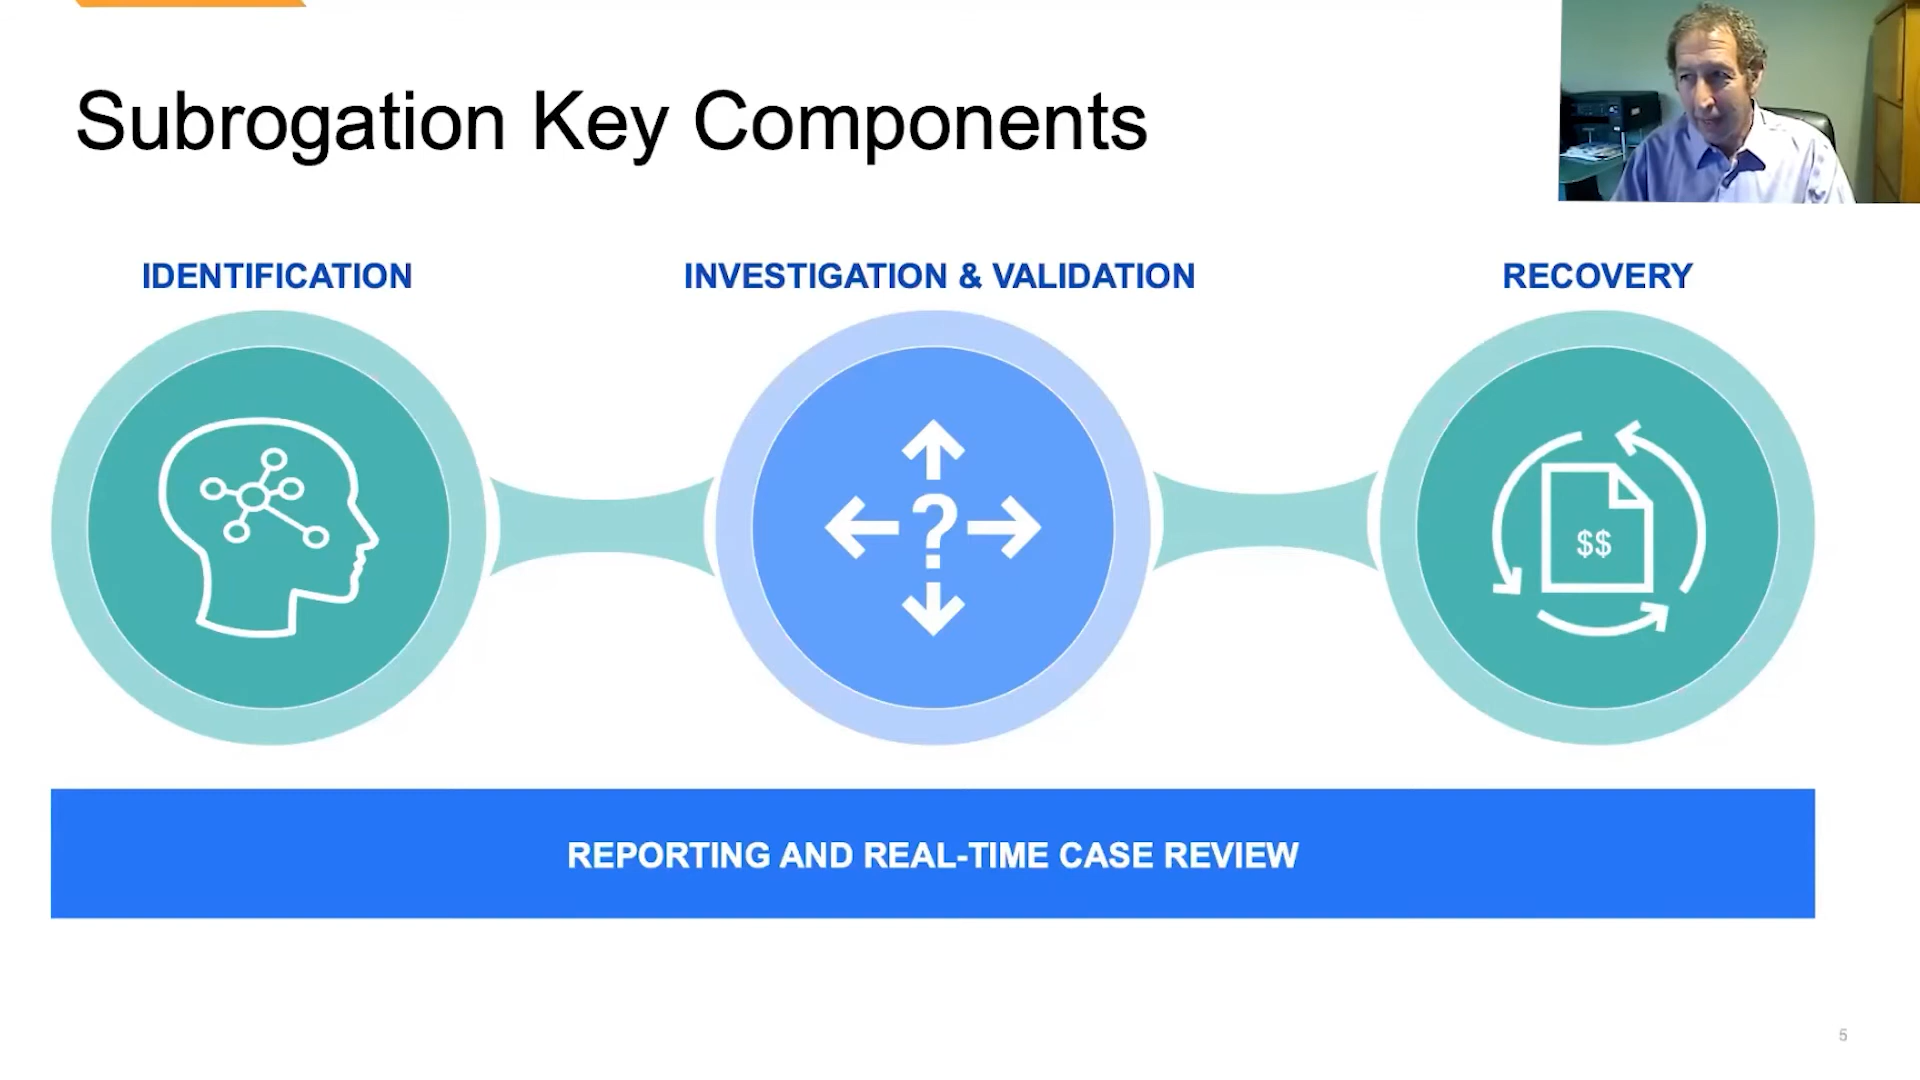 Subrogation Key Components
IDENTIFICATION
INVESTIGATION & VALIDATION
RECOVERY
?
$$
REPORTING AND REAL-TIME CASE REVIEW
5